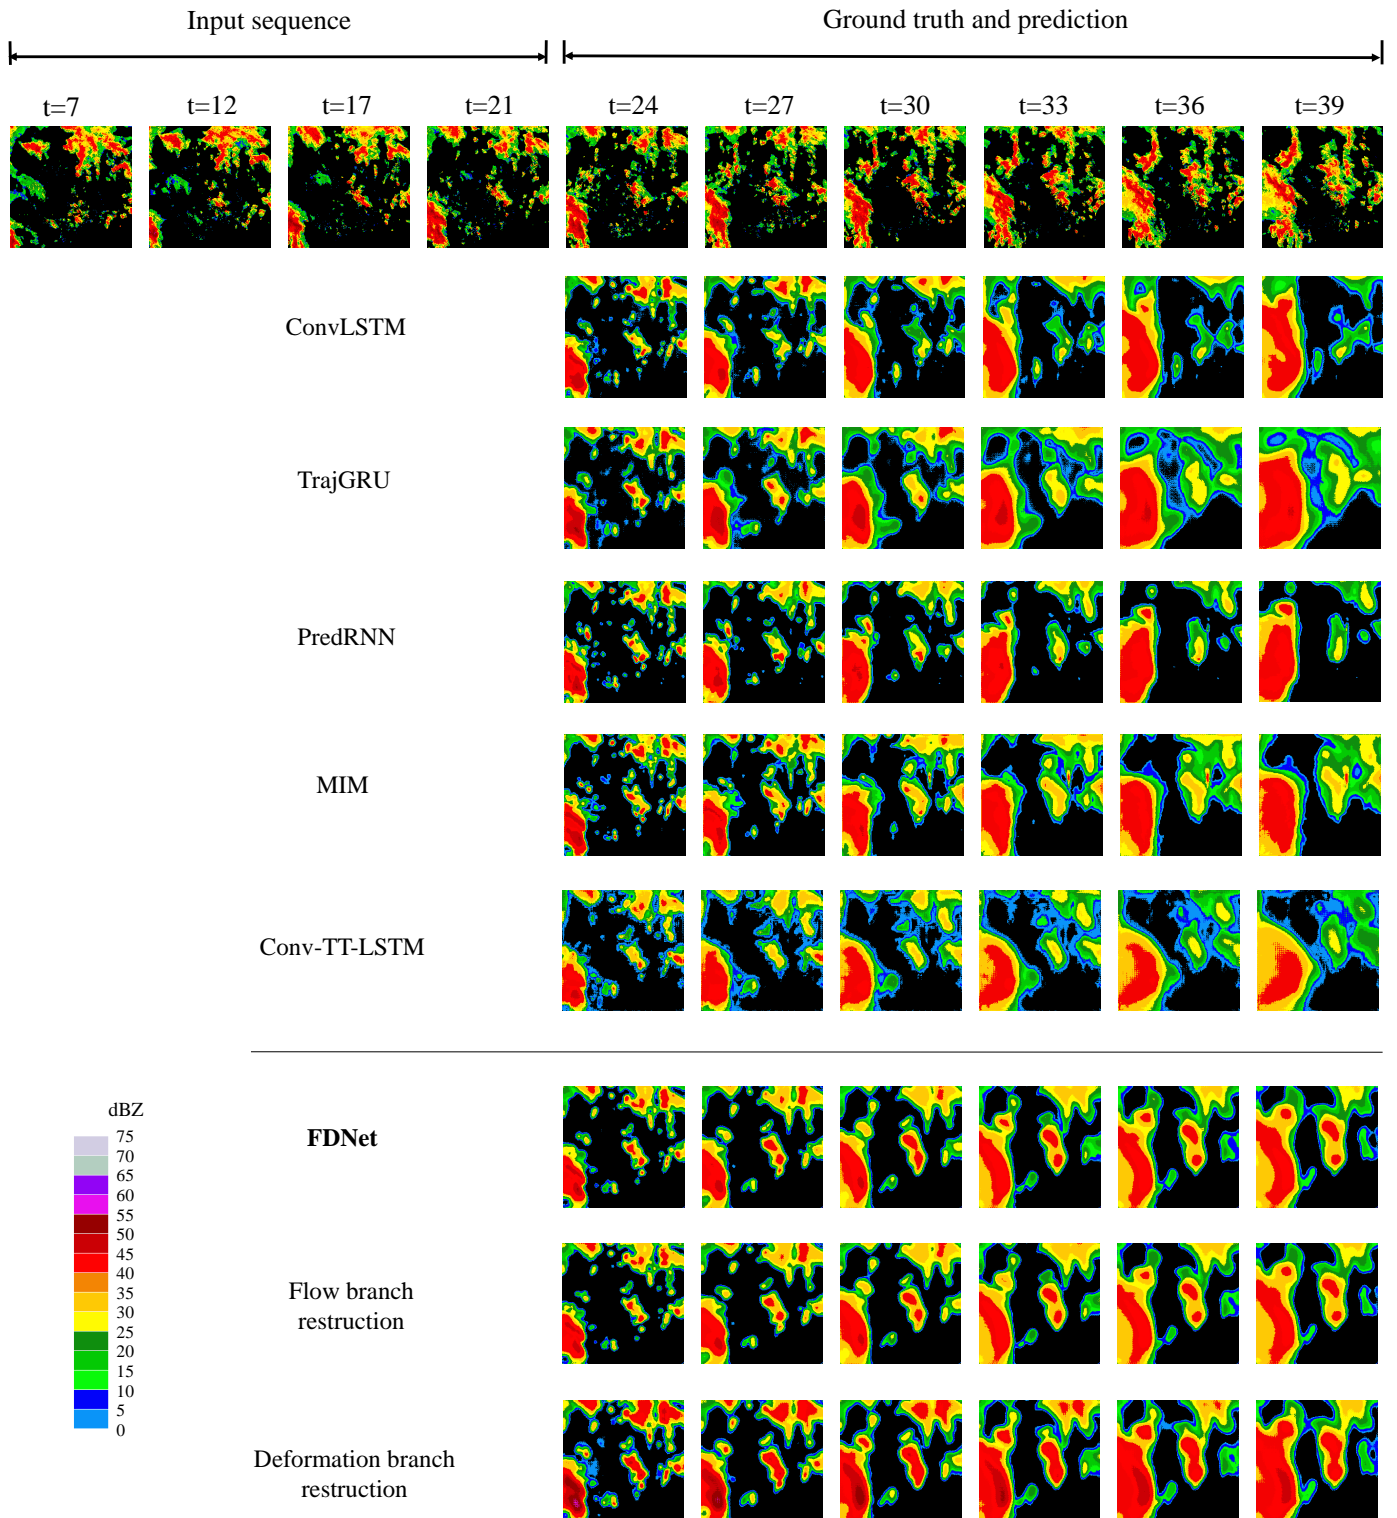 Input sequence
Ground truth and prediction
t=7 t=12 t=17 t=21 t=24 t=27 t=30 t=33 t=36 t=39
ConvLSTM
TrajGRU
PredRNN
MIM
Conv-TT-LSTM
FDNet
Flow branch
restruction
Deformation branch
restruction
dBZ
75
70
65
60
55
50
45
40
35
30
25
20
15
10
5
0